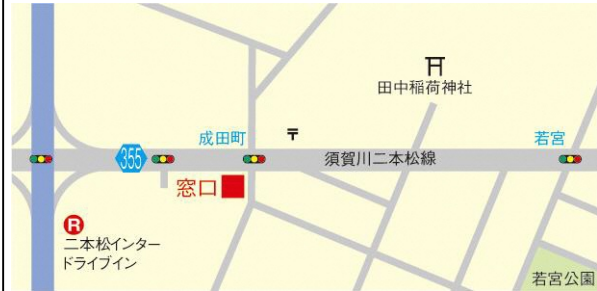 田中稲荷神社
成田町
〒
若宮
355
須賀川二本松線
窓口
R
二本松インター
ドライブイン
若宮公園